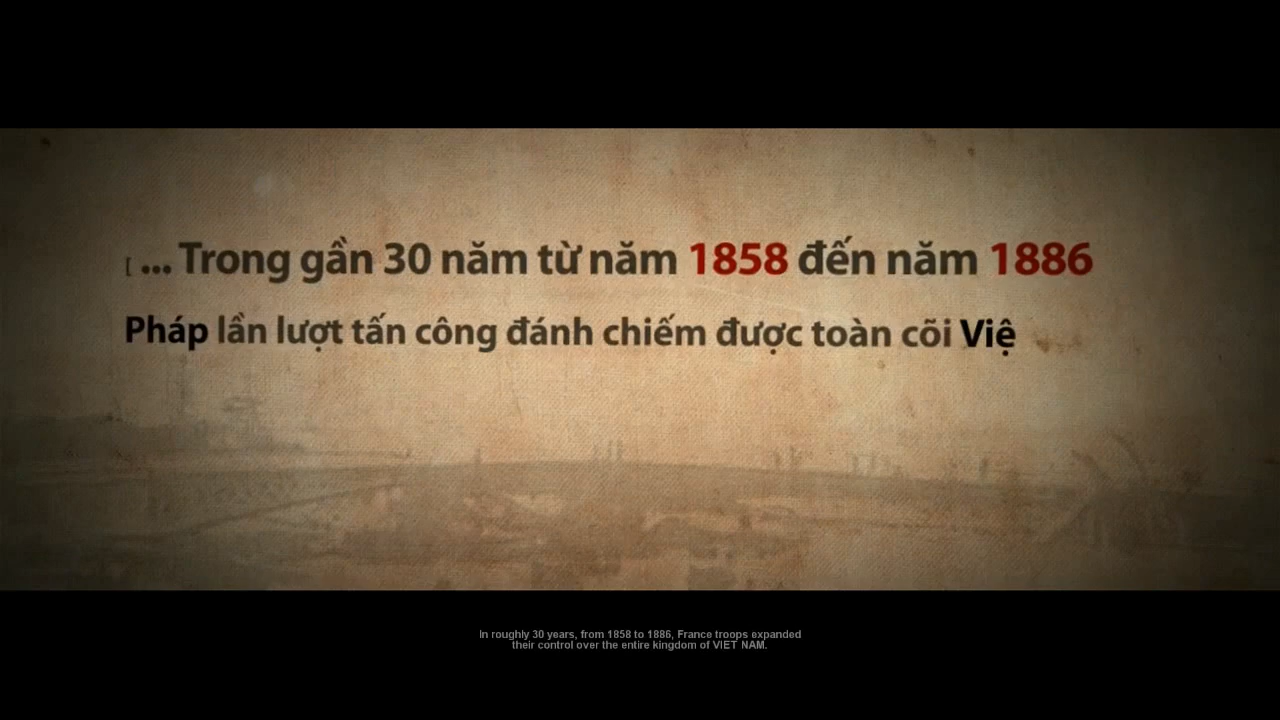 [ ... Trong gần 30 năm từ năm 1858 đến năm 1886
Pháp lần lượt tấn công đánh chiếm được toàn cõi Việ
In roughly 30 years, from 1858 to 1886, France troops expanded
their control over the entire kingdom of VIET NAM.